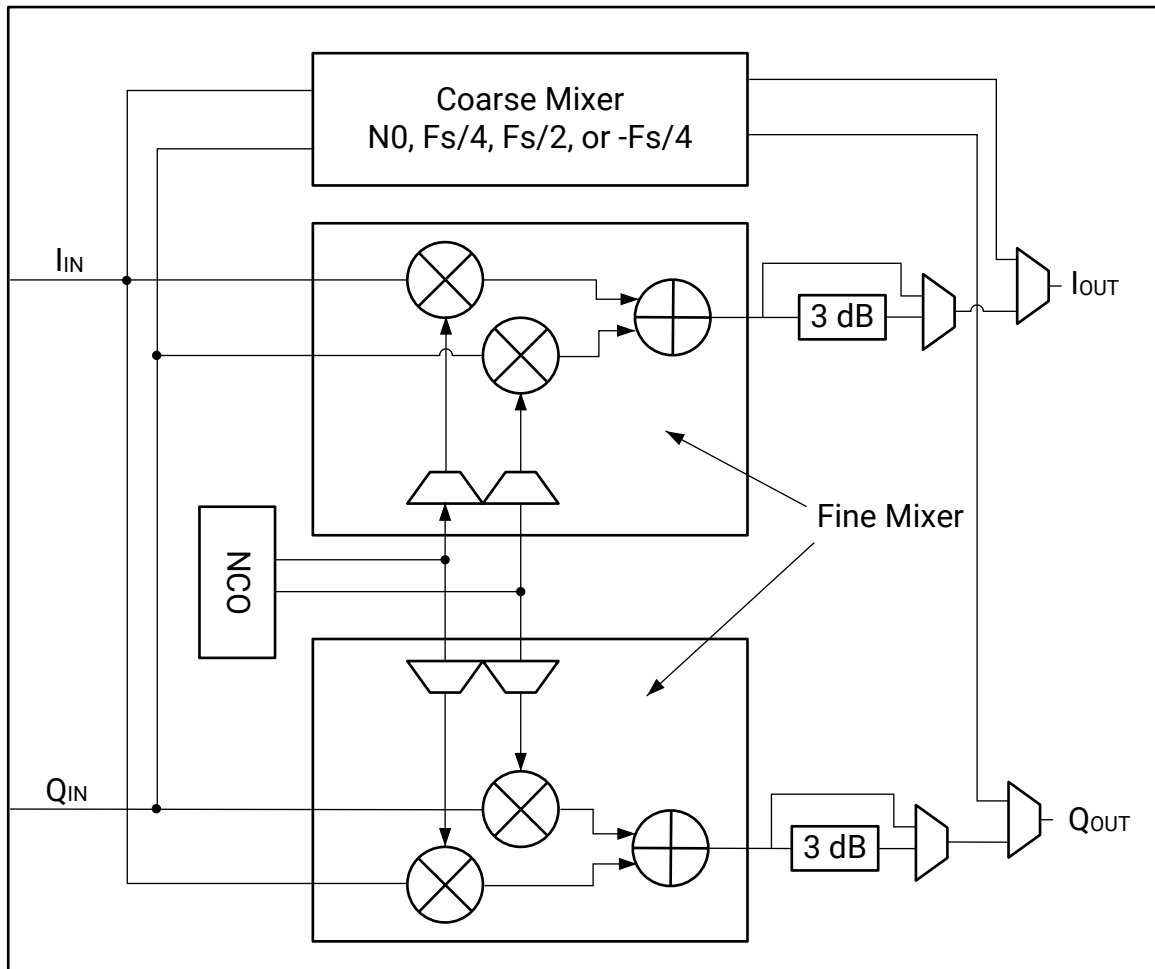 Coarse Mixer
N0, Fs/4, Fs/2, or -Fs/4
IIN
3 dB
IOUT
Fine Mixer
NCO
QIN
3 dB
QOUT